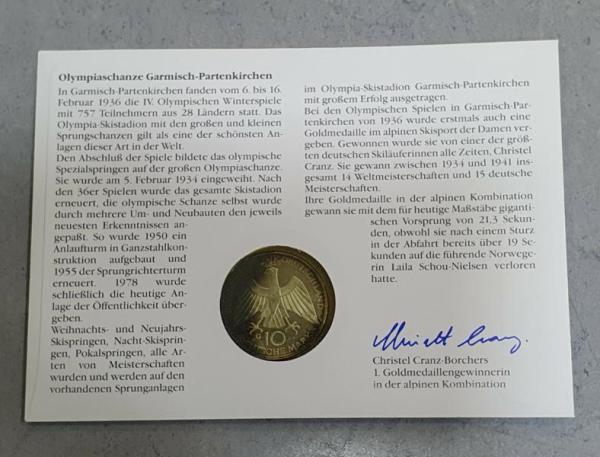 Olympiaschanze Garmisch-Partenkirchen
In Garmisch-Partenkirchen fanden vom 6. bis 16.
Februar 1936 die IV. Olympischen Winterspiele
mit 757 Teilnehmern aus 28 Ländern statt. Das
Olympia-Skistadion mit den großen und kleinen
Sprungschanzen gilt als eine der schönsten An-
lagen dieser Art in der Welt.
Den Abschluß der Spiele bildete das olympische
Spezialspringen auf der großen Olympiaschanze.
Sie wurde am 5. Februar 1934 eingeweiht. Nach
den 36er Spielen wurde das gesamte Skistadion
erneuert, die olympische Schanze selbst wurde
durch mehrere Um- und Neubauten den jeweils
neuesten Erkenntnissen an-
gepaßt. So wurde 1950 ein
Anlaufturm in Ganzstahlkon-
struktion aufgebaut und
1955 der Sprungrichterturm
erneuert. 1978 wurde
schließlich die heutige An-
lage der Öffentlichkeit über-
geben.
Weihnachts- und Neujahrs-
Skispringen, Nacht-Skisprin-
gen, Pokalspringen, alle Ar-
ten von Meisterschaften
wurden und werden auf den
vorhandenen Sprunganlagen
im Olympia-Skistadion Garmisch-Partenkirchen
mit großem Erfolg ausgetragen.
Bei den Olympischen Spielen in Garmisch-Par-
tenkirchen von 1936 wurde erstmals auch eine
Goldmedaille im alpinen Skisport der Damen ver-
geben. Gewonnen wurde sie von einer der größ-
ten deutschen Skiläuferinnen alle Zeiten, Christel
Cranz. Sie gewann zwischen 1934 und 1941 ins-
gesamt 14 Weltmeisterschaften und 15 deutsche
Meisterschaften.
Ihre Goldmedaille in der alpinen Kombination
gewann sie mit dem für heutige Maßstäbe giganti-
schen Vorsprung von 21,3 Sekun-
den, obwohl sie nach einem Sturz
in der Abfahrt bereits über 19 Se-
kunden auf die führende Norwege-
rin Laila Schou-Nielsen verloren
hatte.
10
Christel Cranz
Christel Cranz-Borchers
1. Goldmedaillengewinnerin
in der alpinen Kombination